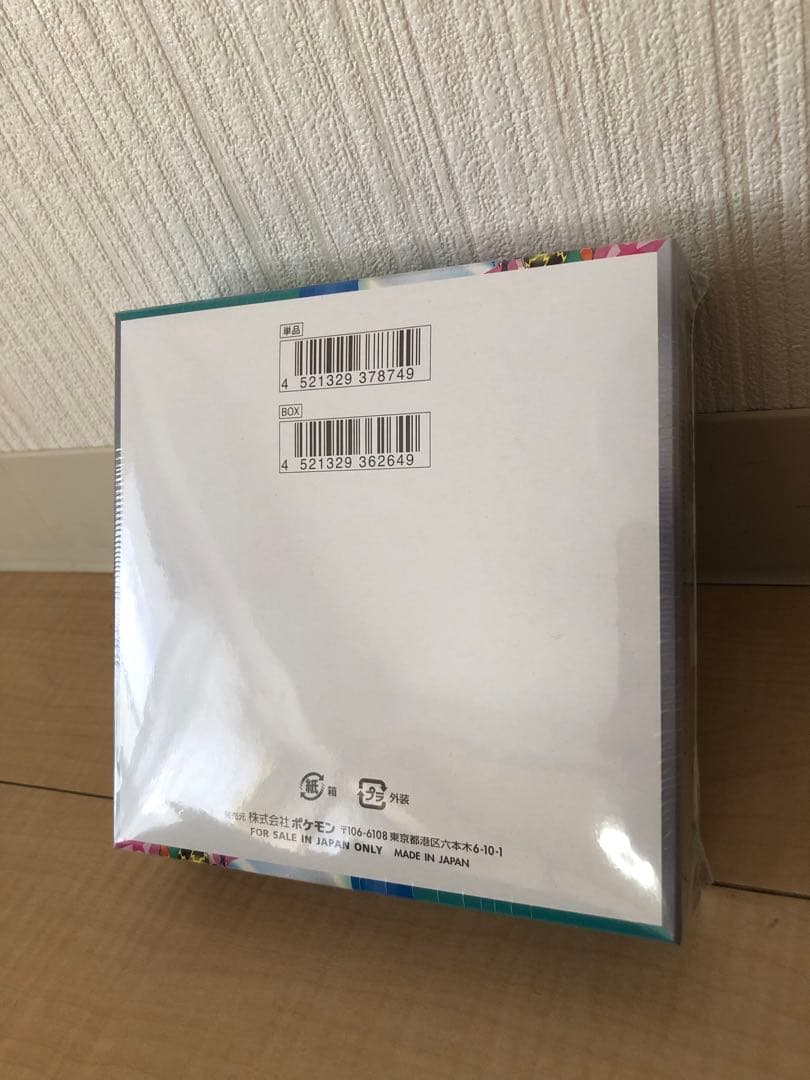 単品
4 521329 378749
BOX
4 521329 362649
紙 箱 プラ 外装
発売元 株式会社 ポケモン 〒106-6108 東京都港区六本木6-10-1
FOR SALE IN JAPAN ONLY MADE IN JAPAN